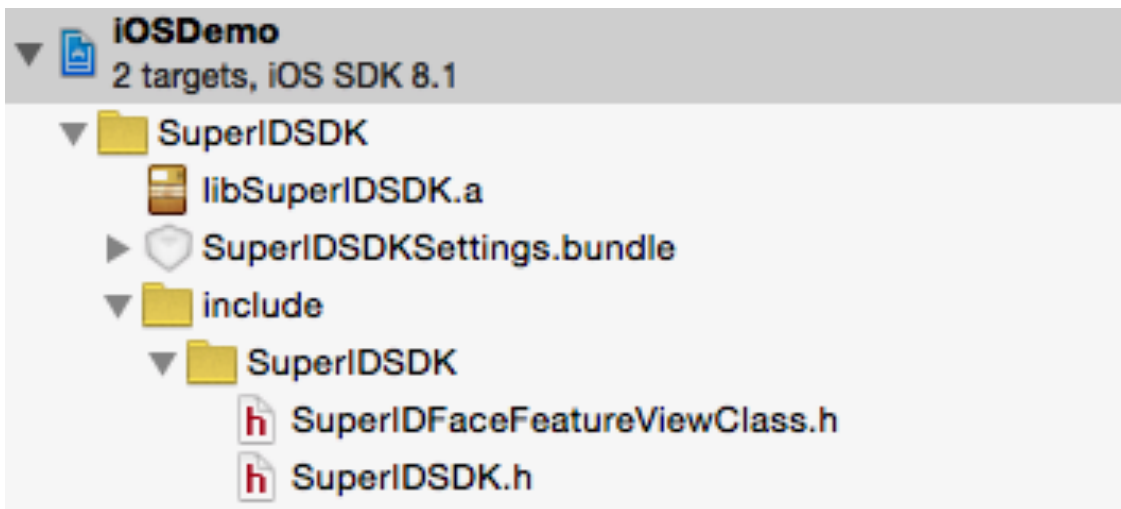 iOSDemo
2 targets, iOS SDK 8.1
SuperIDSDK
libSuperIDSDK.a
SuperIDSDKSettings.bundle
include
SuperIDSDK
h SuperIDFaceFeatureViewClass.h
h SuperIDSDK.h